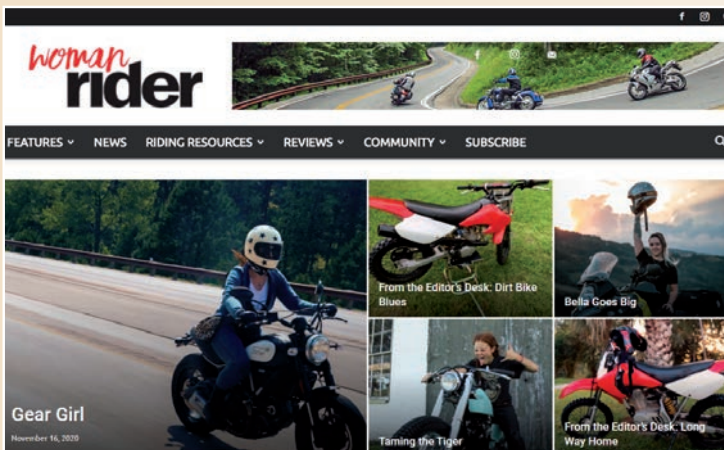 woman
rider
FEATURES NEWS RIDING RESOURCES REVIEWS COMMUNITY SUBSCRIBE
Gear Girl
November 16, 2020
From the Editor's Desk: Dirt Bike
Blues
Bella Goes Big
Taming the Tiger
From the Editor's Desk: Long
Way Home